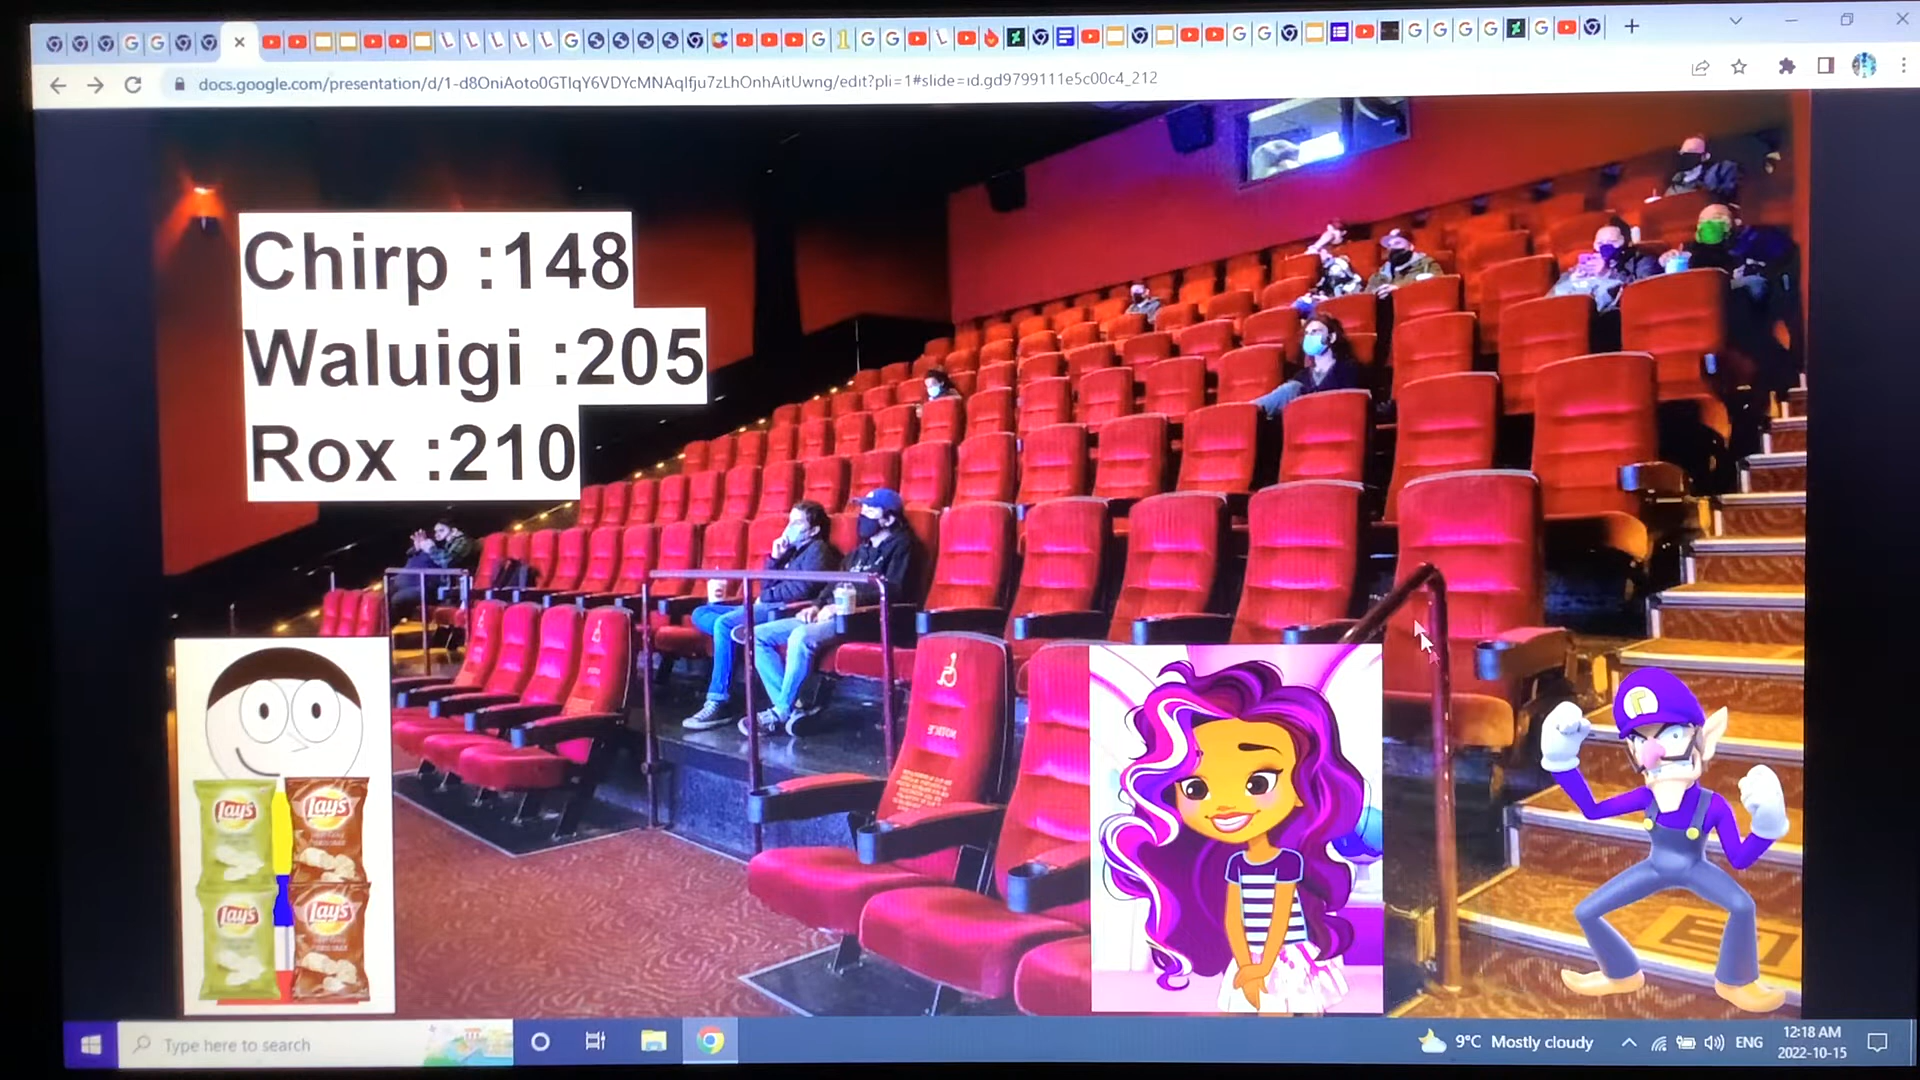 docs.google.com/presentation/d/1-d8OniAoto0GTlqY6VDYcMNAqlfju7zLhOnhAitUwng/edit?pli=1#slide=id.gd9799111e5c00c4_212
Chirp :148
Waluigi :205
Rox :210
Lay's Lay's
Lay's Lay's
Type here to search
9°C Mostly cloudy
ENG
12:18 AM
2022-10-15